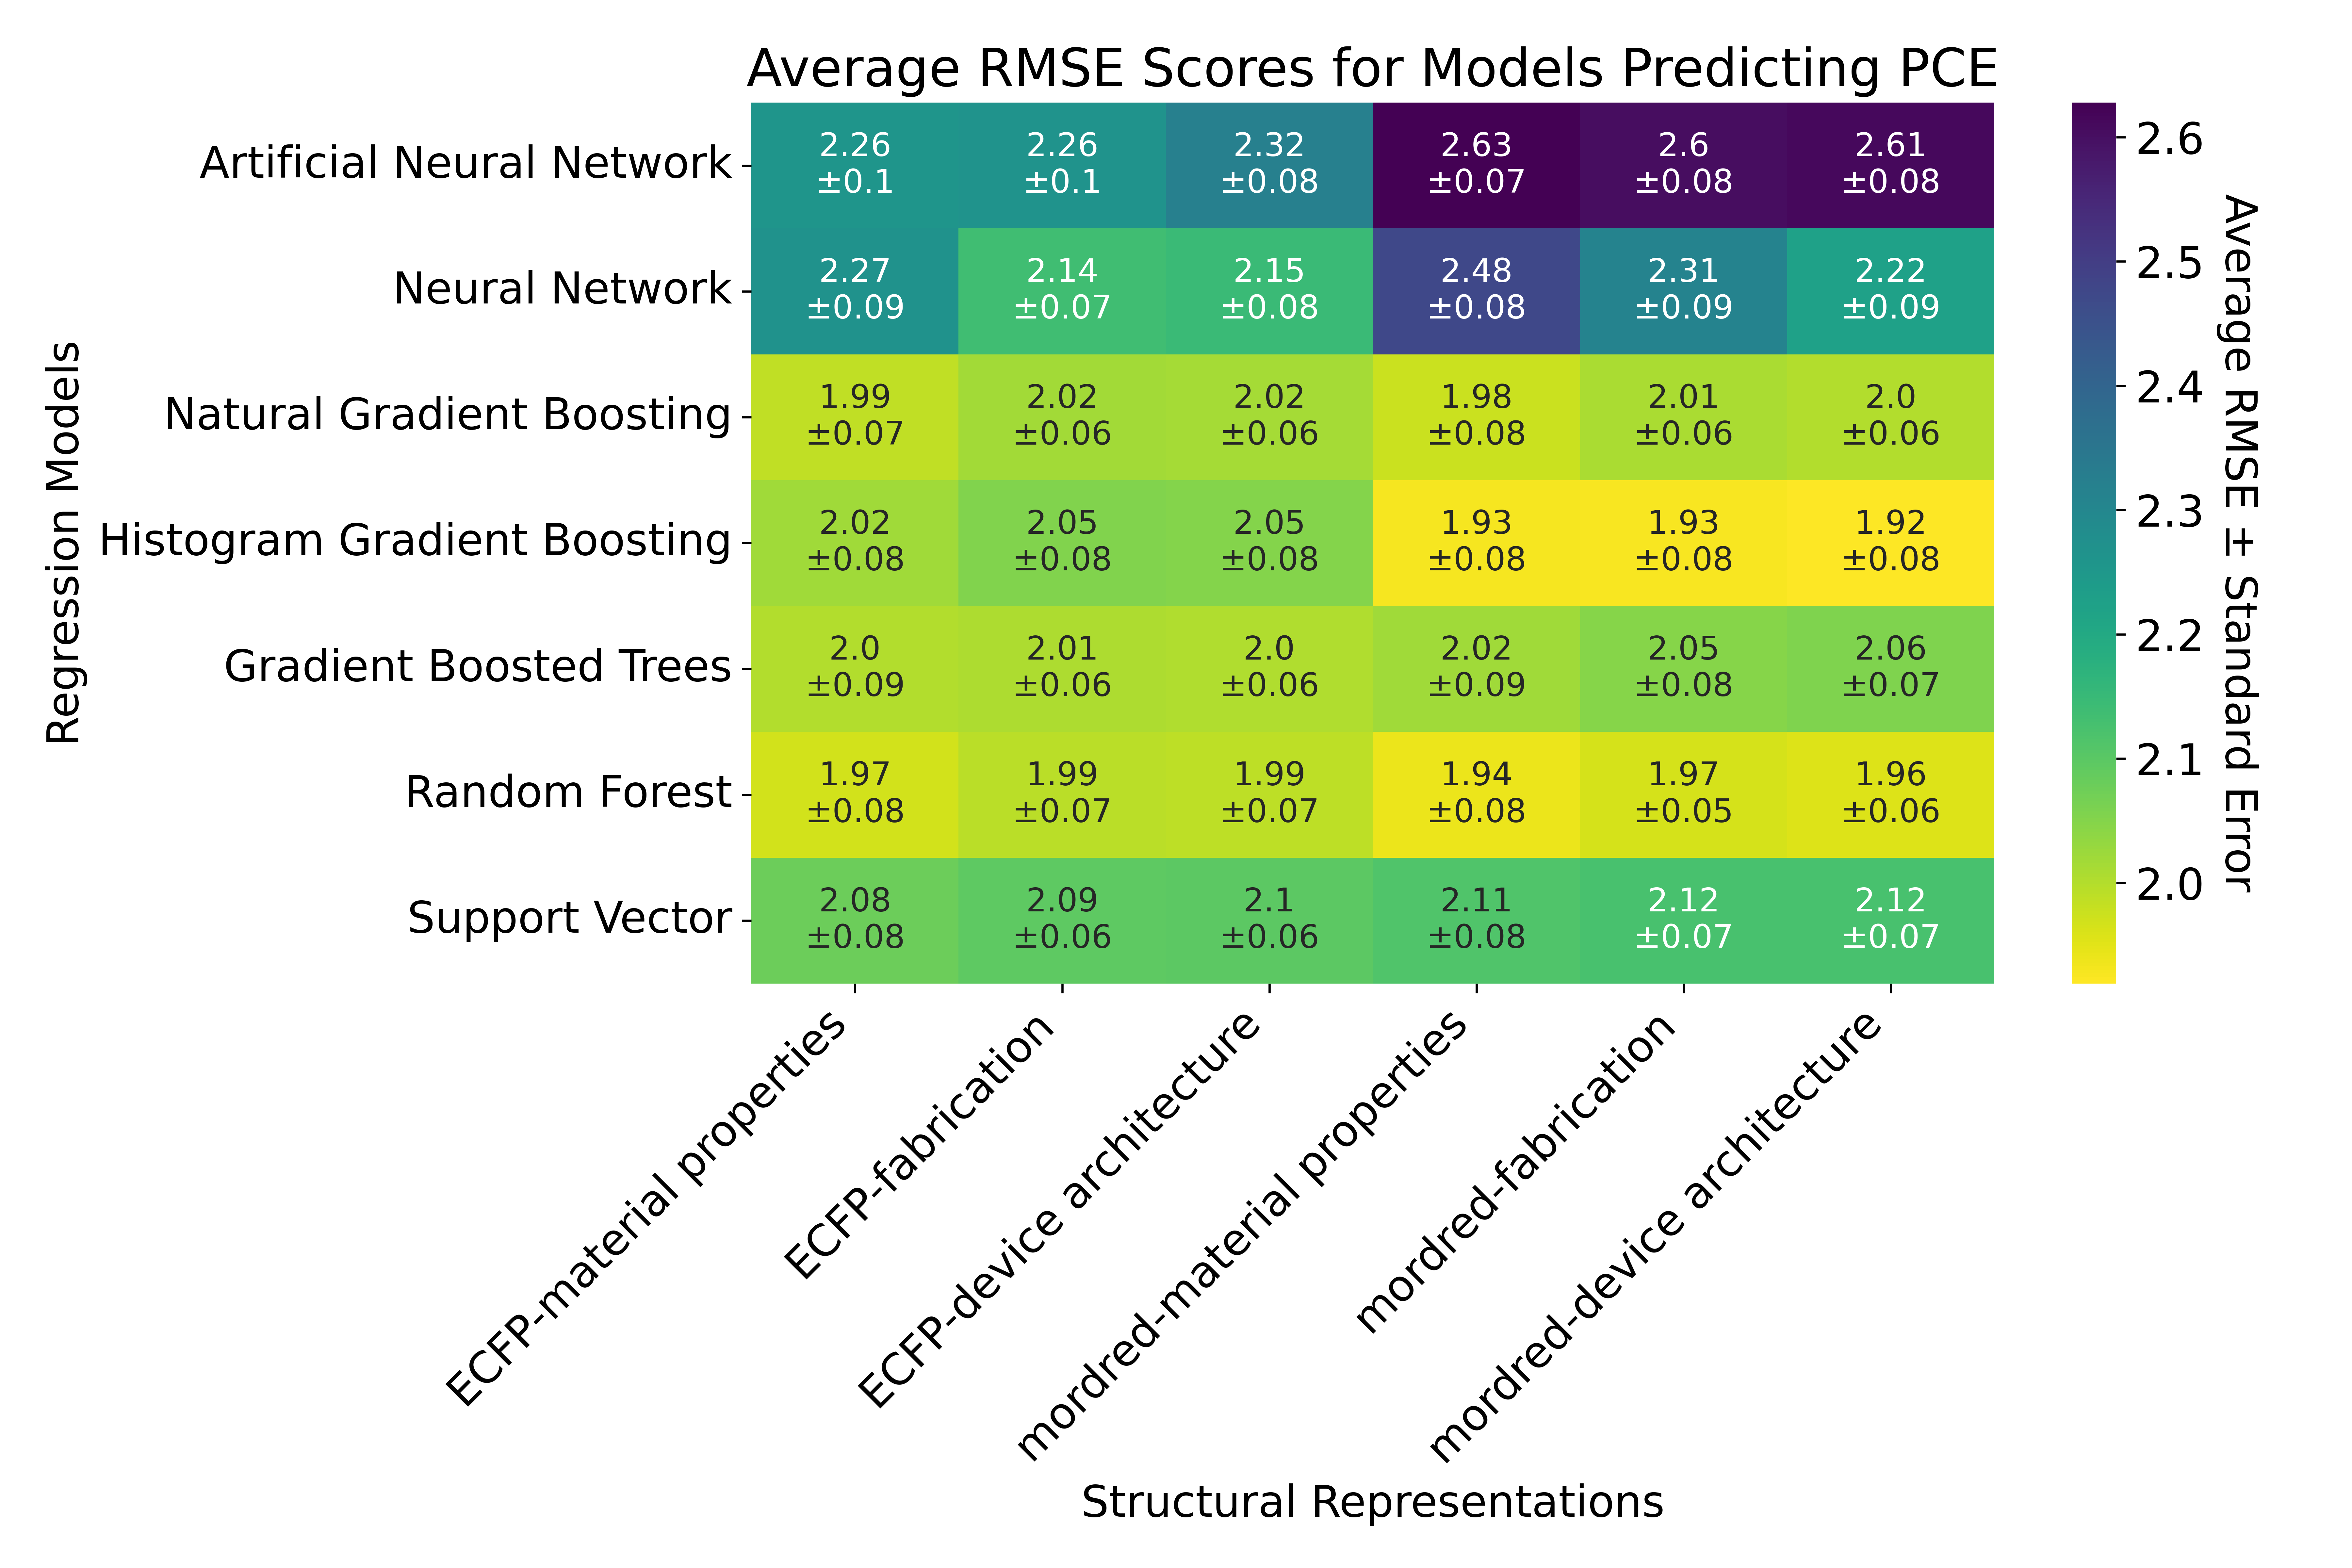 Average RMSE Scores for Models Predicting PCE
Regression Models
Artificial Neural Network
2.26 2.26 2.32 2.63 2.6 2.61
±0.1 ±0.1 ±0.08 ±0.07 ±0.08 ±0.08
Neural Network
2.27 2.14 2.15 2.48 2.31 2.22
±0.09 ±0.07 ±0.08 ±0.08 ±0.09 ±0.09
Natural Gradient Boosting
1.99 2.02 2.02 1.98 2.01 2.0
±0.07 ±0.06 ±0.06 ±0.08 ±0.06 ±0.06
Histogram Gradient Boosting
2.02 2.05 2.05 1.93 1.93 1.92
±0.08 ±0.08 ±0.08 ±0.08 ±0.08 ±0.08
Gradient Boosted Trees
2.0 2.01 2.0 2.02 2.05 2.06
±0.09 ±0.06 ±0.06 ±0.09 ±0.08 ±0.07
Random Forest
1.97 1.99 1.99 1.94 1.97 1.96
±0.08 ±0.07 ±0.07 ±0.08 ±0.05 ±0.06
Support Vector
2.08 2.09 2.1 2.11 2.12 2.12
±0.08 ±0.06 ±0.06 ±0.08 ±0.07 ±0.07
ECFP-material properties
ECFP-fabrication
ECFP-device architecture
mordred-material properties
mordred-fabrication
mordred-device architecture
Structural Representations
2.6
2.5
2.4
2.3
2.2
2.1
2.0
Average RMSE ± Standard Error